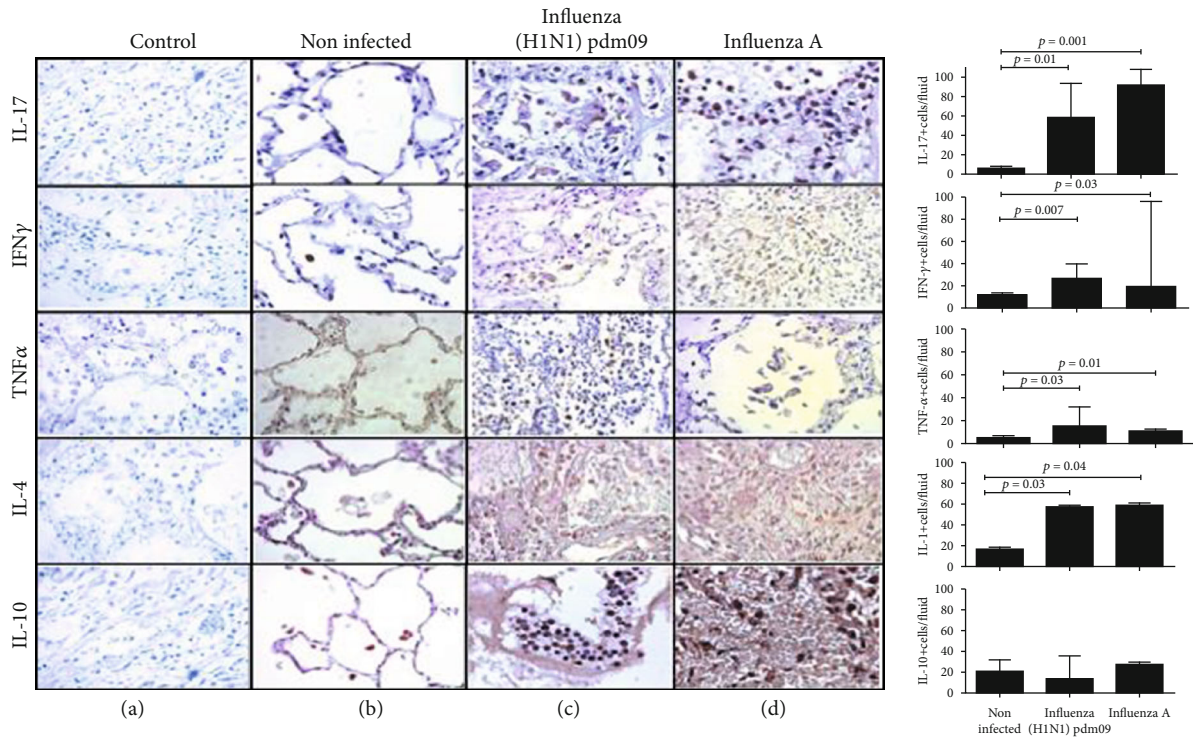 Influenza
Control Non infected (H1N1) pdm09 Influenza A
IL-17
IFNγ
TNFα
IL-4
IL-10
(a) (b) (c) (d)
p = 0.001
p = 0.01
100
80
60
40
20
0
IL-17+cells/fluid
p = 0.03
p = 0.007
100
80
60
40
20
0
IFN-γ+cells/fluid
p = 0.01
p = 0.03
100
80
60
40
20
0
TNF-α+cells/fluid
p = 0.04
p = 0.03
100
80
60
40
20
0
IL-1+cells/fluid
100
80
60
40
20
0
IL-10+cells/fluid
Non Influenza Influenza A
infected (H1N1) pdm09